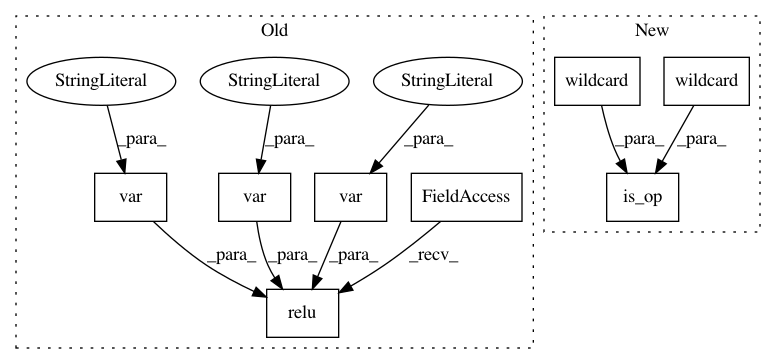 Old
New
StringLiteral
StringLiteral
StringLiteral
wildcard
wildcard
_para_
_para_
_para_
_para_
_para_
var
var
var
FieldAccess
is_op
_para_
_para_
_para_
_recv_
relu